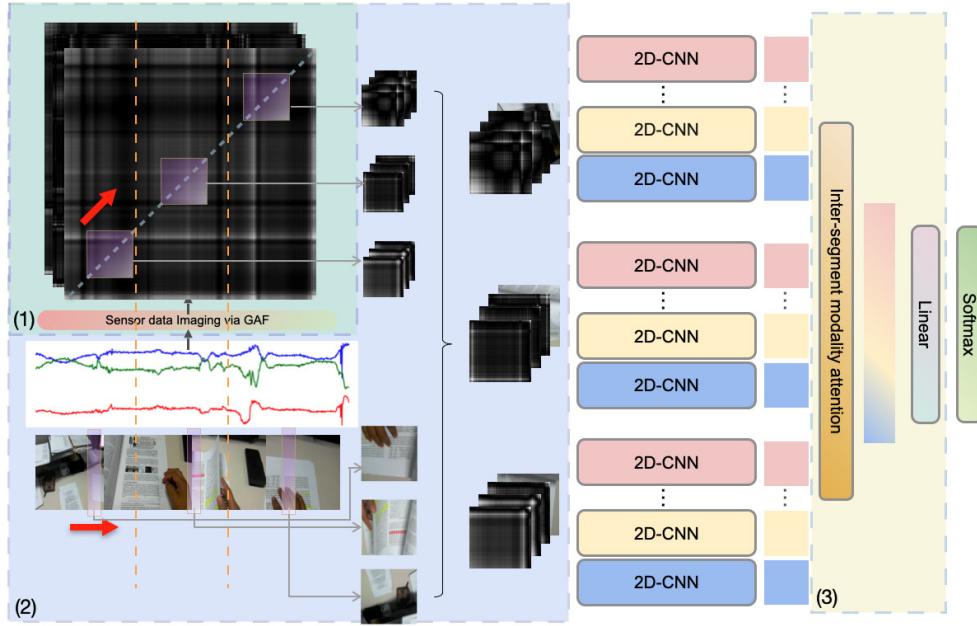 (1)
Sensor data Imaging via GAF
(2)
2D-CNN
⋮
2D-CNN
2D-CNN
2D-CNN
⋮
2D-CNN
2D-CNN
2D-CNN
⋮
2D-CNN
2D-CNN
(3)
Inter-segment modality attention
Linear
Softmax